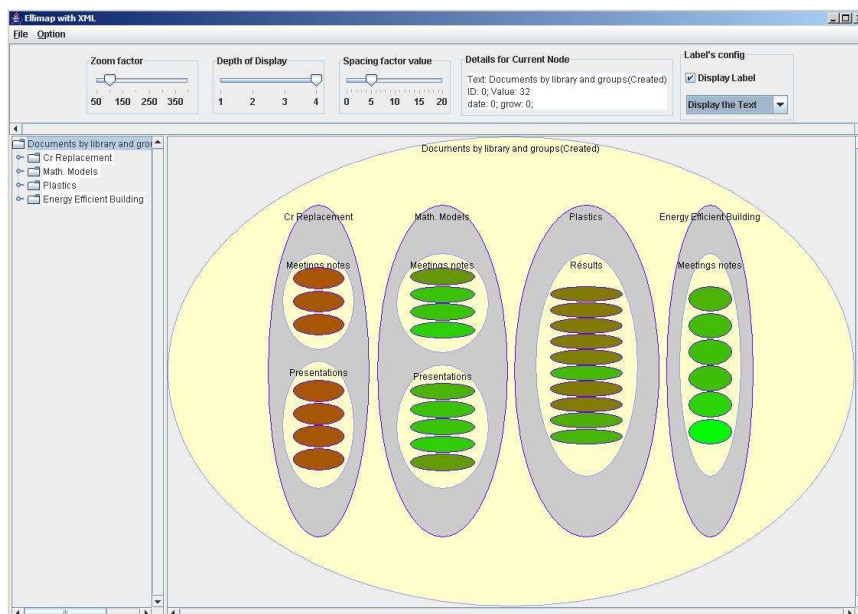 Ellimap with XML
File Option
Zoom factor
50 150 250 350
Depth of Display
1 2 3 4
Spacing factor value
0 5 10 15 20
Details for Current Node
Text: Documents by library and groups(Created)
ID: 0; Value: 32
date: 0; grow: 0;
Label's config
Display Label
Display the Text
Documents by library and grou
Cr Replacement
Math. Models
Plastics
Energy Efficient Building
Documents by library and groups(Created)
Cr Replacement Math. Models Plastics Energy Efficient Building
Meetings notes Meetings notes Résults Meetings notes
Presentations Presentations